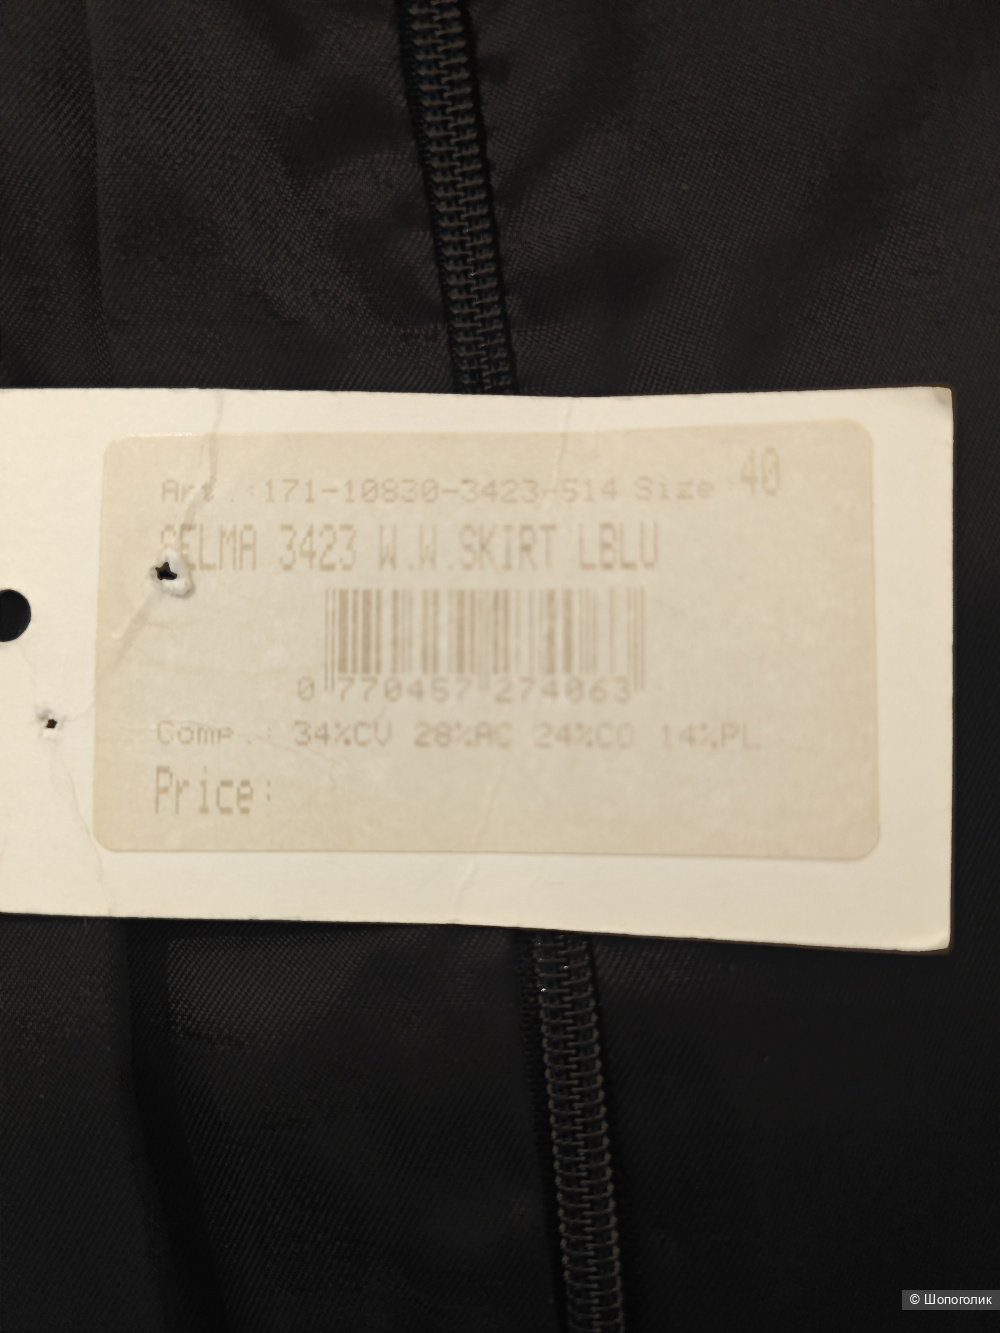 Art.:171-10830-3423-514 Size 40
SELMA 3423 W.W.SKIRT LBLU
0 770457 274063
Comp.: 34%CV 28%AC 24%CO 14%PL
Price:
© Шопоголик